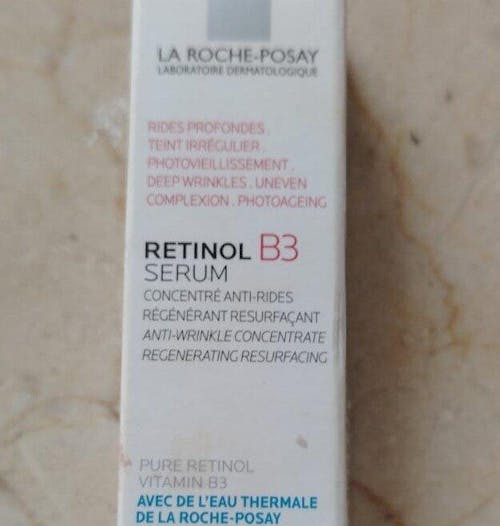 LA ROCHE-POSAY
LABORATOIRE DERMATOLOGIQUE
RIDES PROFONDES .
TEINT IRRÉGULIER .
PHOTOVIEILLISSEMENT .
DEEP WRINKLES . UNEVEN
COMPLEXION . PHOTOAGEING
RETINOL B3
SERUM
CONCENTRÉ ANTI-RIDES
RÉGÉNÉRANT RESURFAÇANT
ANTI-WRINKLE CONCENTRATE
REGENERATING RESURFACING
PURE RETINOL
VITAMIN B3
AVEC DE L'EAU THERMALE
DE LA ROCHE-POSAY